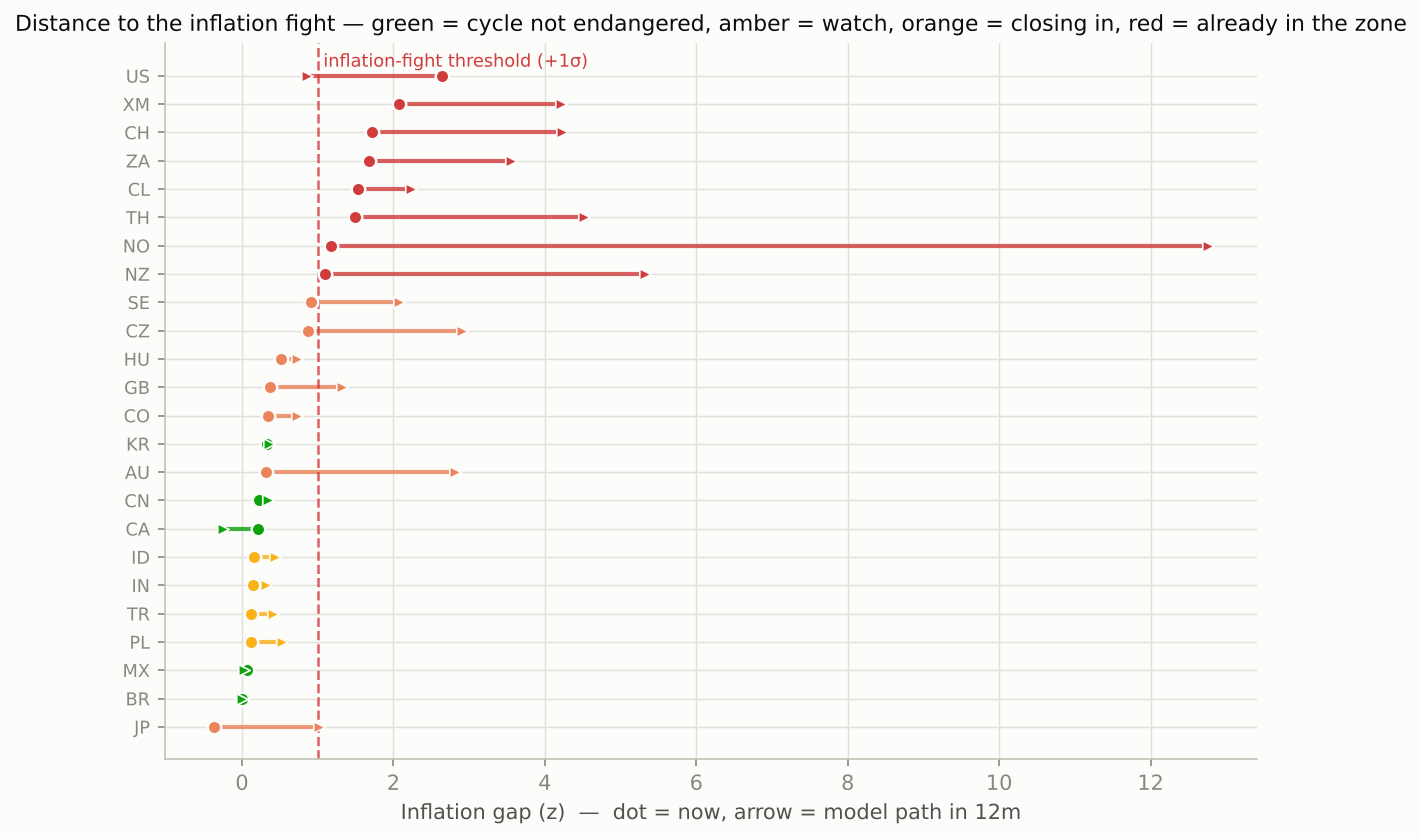 Distance to the inflation fight — green = cycle not endangered, amber = watch, orange = closing in, red = already in the zone
inflation-fight threshold (+1σ)
US
XM
CH
ZA
CL
TH
NO
NZ
SE
CZ
HU
GB
CO
KR
AU
CN
CA
ID
IN
TR
PL
MX
BR
JP
0 2 4 6 8 10 12
Inflation gap (z) — dot = now, arrow = model path in 12m